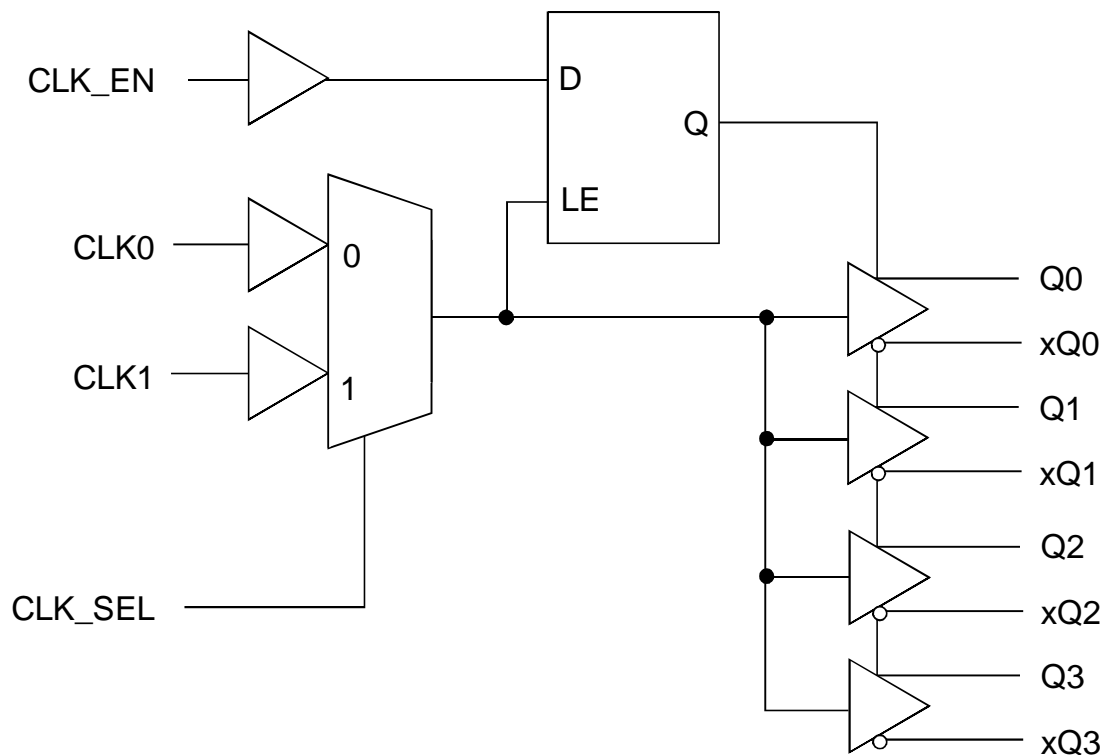 CLK_EN
D
Q
LE
CLK0
0
CLK1
1
CLK_SEL
Q0
xQ0
Q1
xQ1
Q2
xQ2
Q3
xQ3